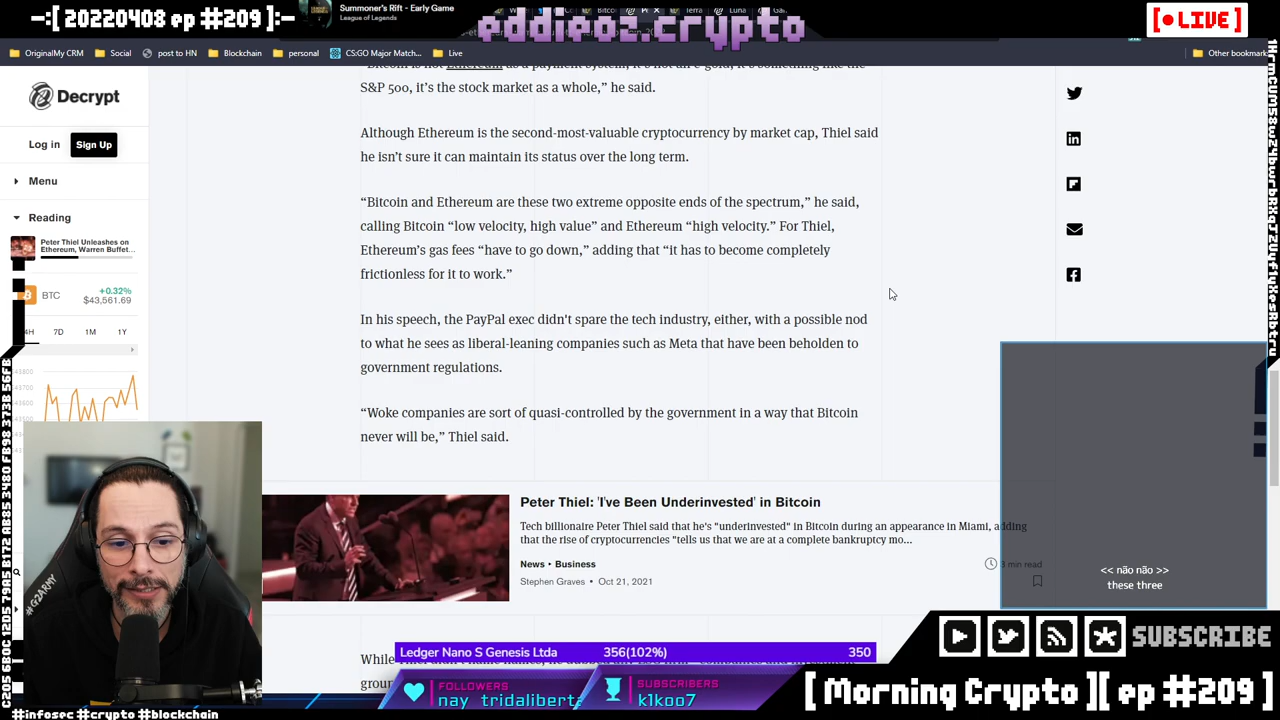 -:[ 20220408 ep #209 ]:-
Summoner's Rift - Early Game
League of Legends
eddieoz.crypto
[ LIVE ]
Terra
Luna
OriginalMy CRM
Social
post to HN
Blockchain
personal
CS:GO Major Match...
Live
Other bookmark
Decrypt
Log in
Sign Up
Menu
Reading
Peter Thiel Unleashes on
Ethereum, Warren Buffet...
BTC
+0.32%
$43,561.69
7D
1M
1Y
S&P 500, it's the stock market as a whole,” he said.
Although Ethereum is the second-most-valuable cryptocurrency by market cap, Thiel said
he isn't sure it can maintain its status over the long term.
“Bitcoin and Ethereum are these two extreme opposite ends of the spectrum,” he said,
calling Bitcoin “low velocity, high value” and Ethereum “high velocity.” For Thiel,
Ethereum's gas fees “have to go down,” adding that “it has to become completely
frictionless for it to work.”
In his speech, the PayPal exec didn't spare the tech industry, either, with a possible nod
to what he sees as liberal-leaning companies such as Meta that have been beholden to
government regulations.
“Woke companies are sort of quasi-controlled by the government in a way that Bitcoin
never will be,” Thiel said.
Peter Thiel: 'I've Been Underinvested' in Bitcoin
Tech billionaire Peter Thiel said that he's "underinvested" in Bitcoin during an appearance in Miami, adding
that the rise of cryptocurrencies "tells us that we are at a complete bankruptcy mo...
News • Business
3 min read
Stephen Graves • Oct 21, 2021
<< não não >>
these three
#G2ARMY
While
Ledger Nano S Genesis Ltda 356(102%) 350
FOLLOWERS
nay_tridaliberta
SUBSCRIBERS
k1koo7
SUBSCRIBE
[ Morning Crypto ][ ep #209 ]
#infosec #crypto #blockchain